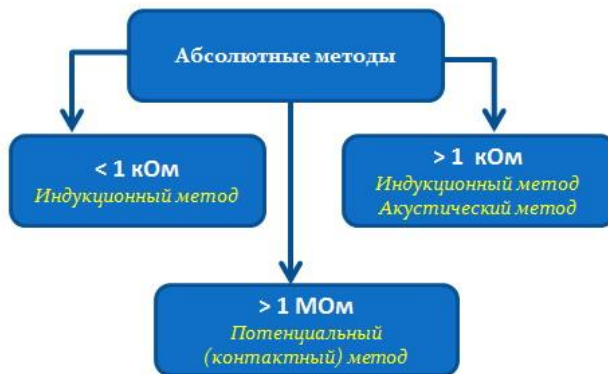 Абсолютные методы
< 1 кОм
Индукционный метод
> 1 кОм
Индукционный метод
Акустический метод
> 1 МОм
Потенциальный
(контактный) метод